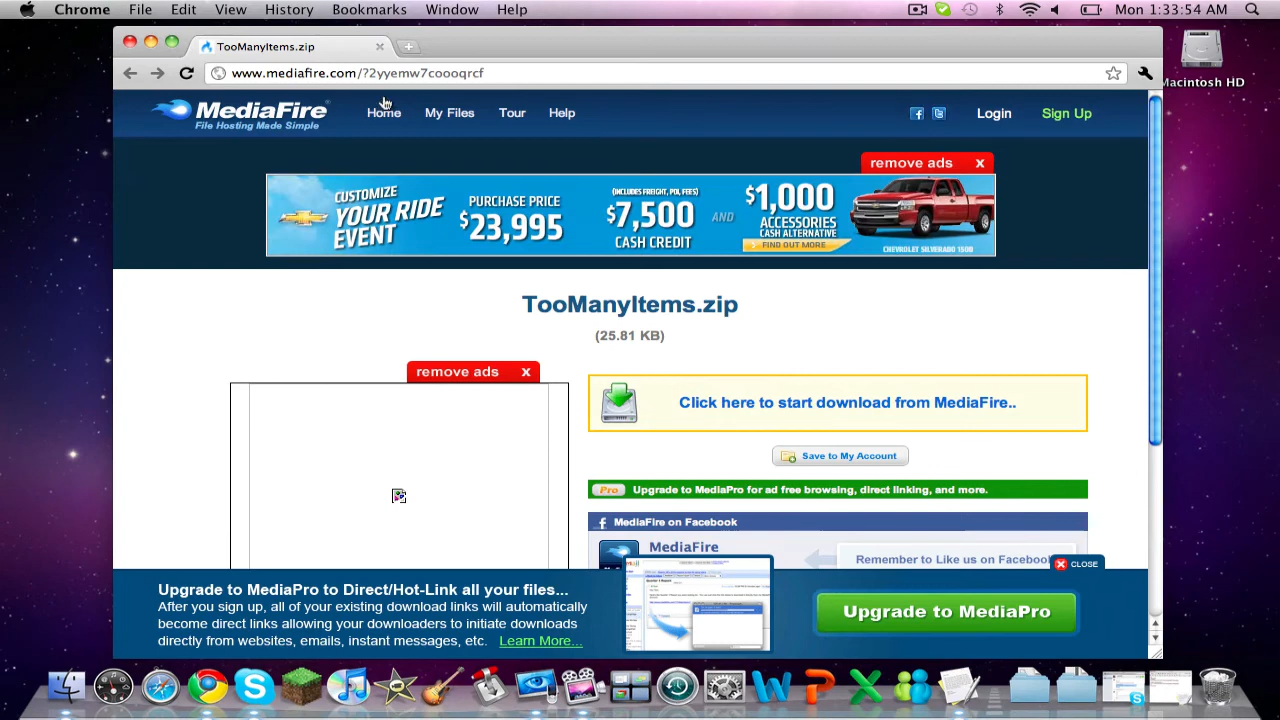 Chrome File Edit View History Bookmarks Window Help Mon 1:33:54 AM
TooManyItems.zip
www.mediafire.com/?2yyemw7coooqrcf
Macintosh HD
MediaFire
File Hosting Made Simple
Home My Files Tour Help Login Sign Up
remove ads x
CUSTOMIZE
YOUR RIDE
EVENT
PURCHASE PRICE
$23,995
(INCLUDES FREIGHT, PDI, FEES)
$7,500
CASH CREDIT
AND
$1,000
ACCESSORIES
CASH ALTERNATIVE
FIND OUT MORE
CHEVROLET SILVERADO 1500
TooManyItems.zip
(25.81 KB)
remove ads x
Click here to start download from MediaFire..
Save to My Account
Pro Upgrade to MediaPro for ad free browsing, direct linking, and more.
MediaFire on Facebook
MediaFire
Remember to Like us on Facebook
CLOSE
Upgrade to MediaPro to Direct/Hot-Link all your files...
After you sign up, all of your existing download links will automatically
become direct links allowing your downloaders to initiate downloads
directly from websites, emails, instant messages, etc. Learn More...
Upgrade to MediaPro